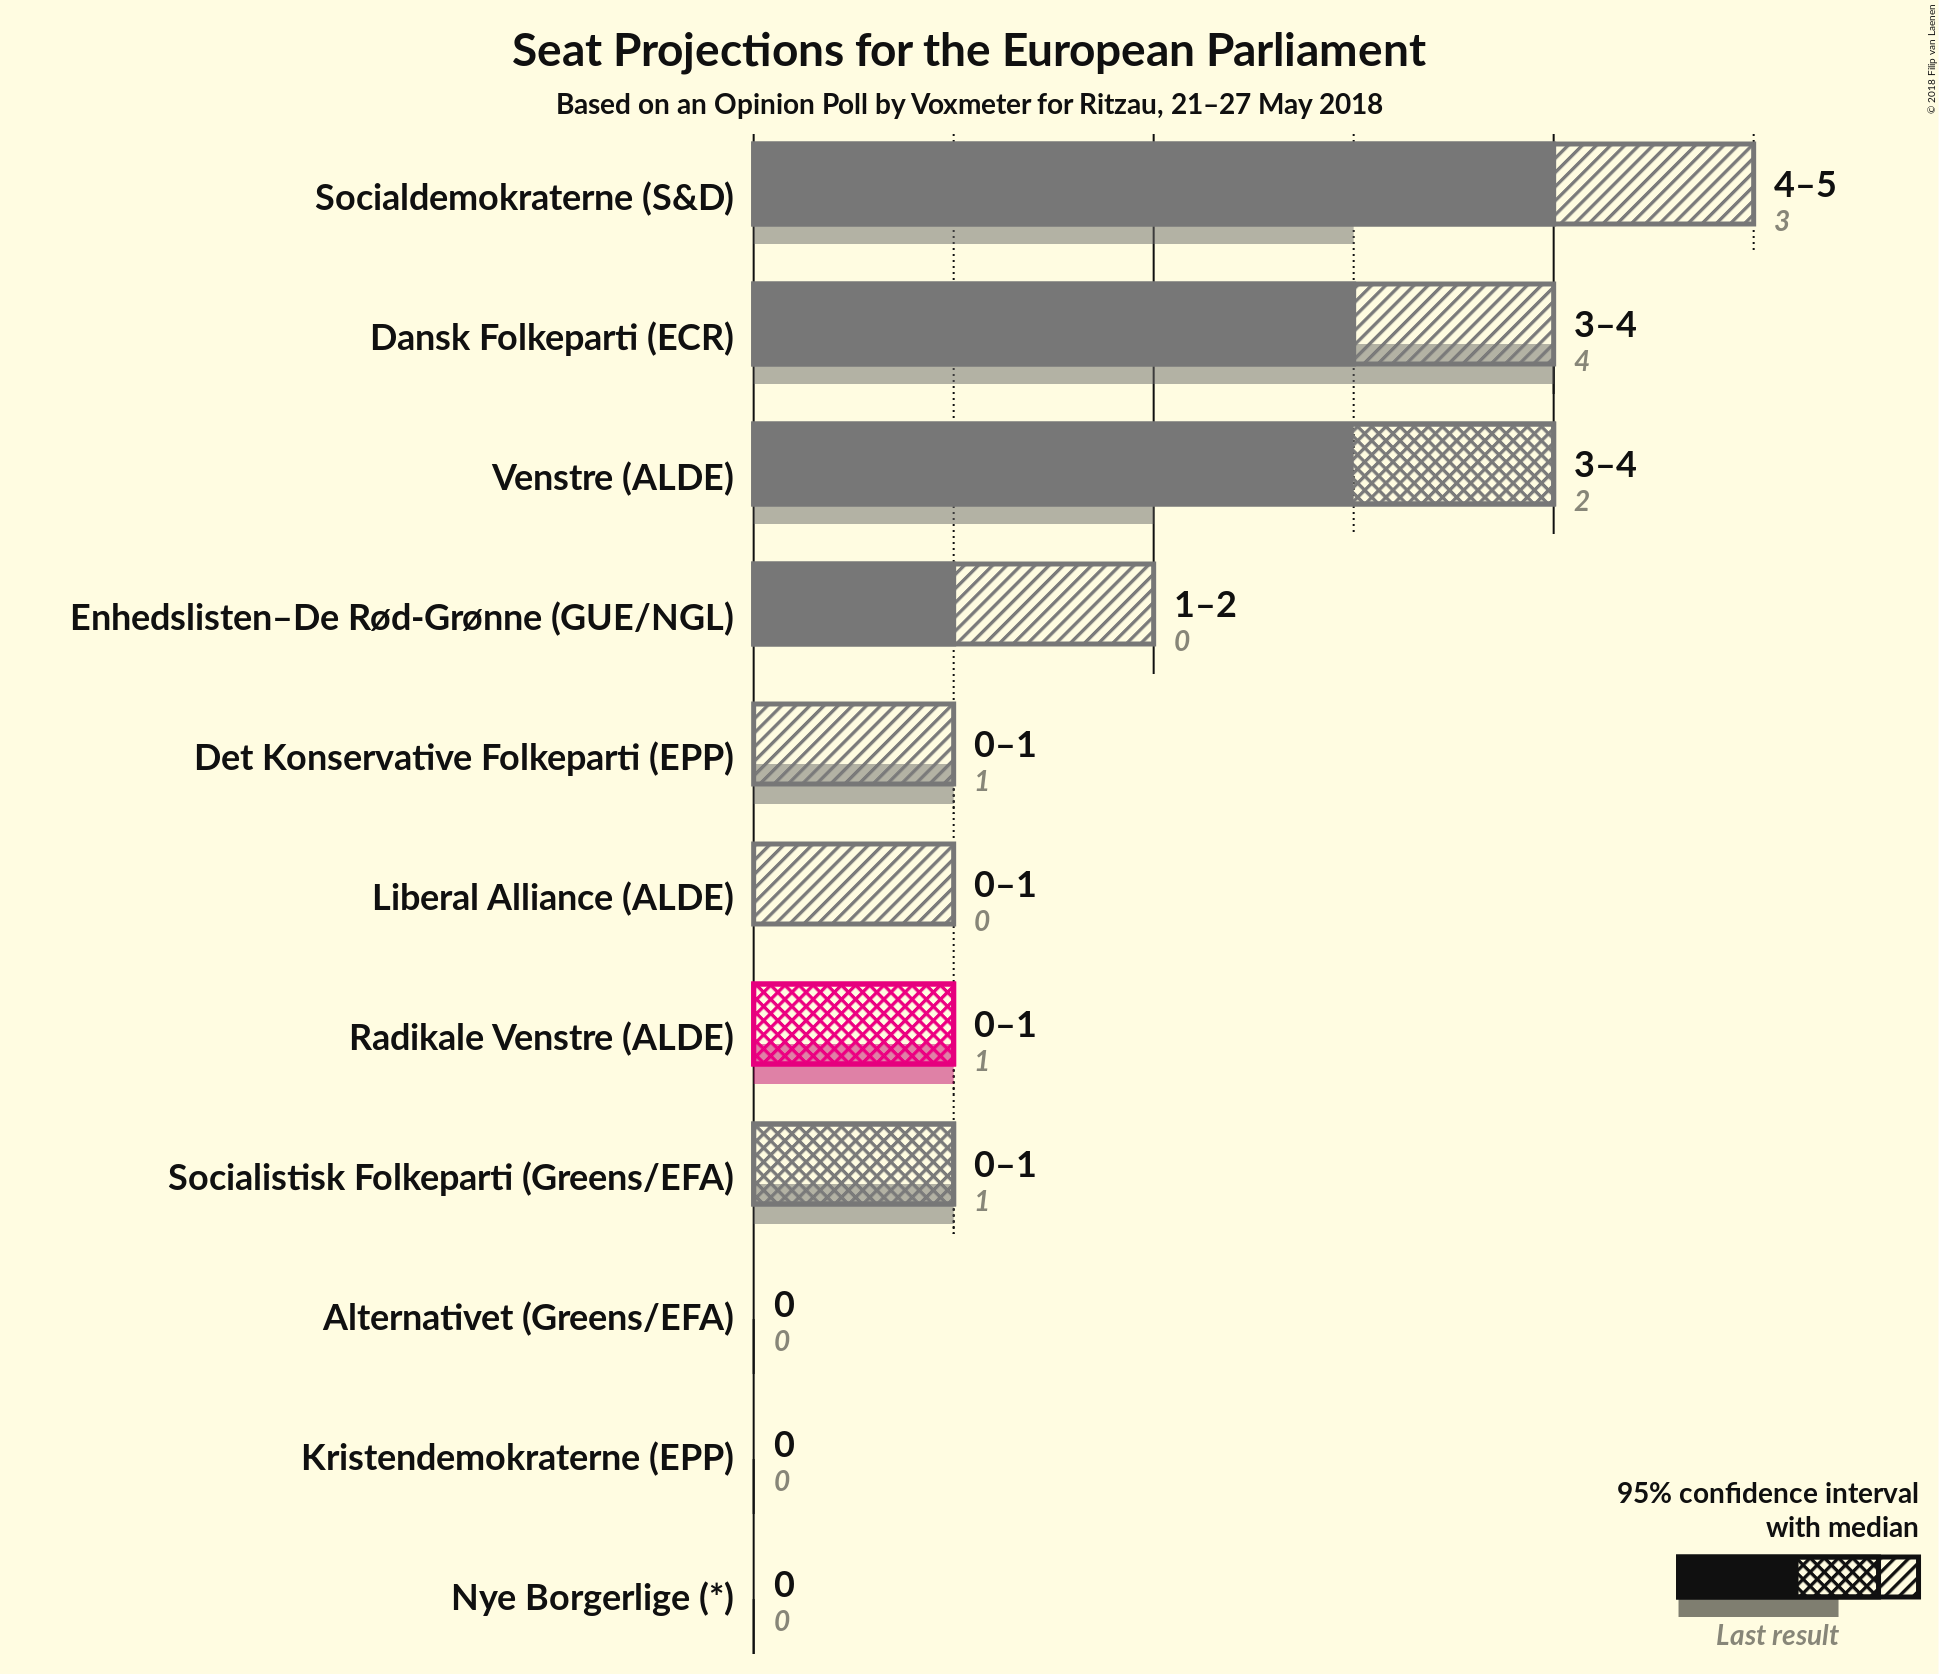 Seat Projections for the European Parliament
Based on an Opinion Poll by Voxmeter for Ritzau, 21–27 May 2018
© 2018 Filip van Laenen
Socialdemokraterne (S&D)
4–5
3
Dansk Folkeparti (ECR)
3–4
4
Venstre (ALDE)
3–4
2
Enhedslisten–De Rød-Grønne (GUE/NGL)
1–2
0
Det Konservative Folkeparti (EPP)
0–1
1
Liberal Alliance (ALDE)
0–1
0
Radikale Venstre (ALDE)
0–1
1
Socialistisk Folkeparti (Greens/EFA)
0–1
1
Alternativet (Greens/EFA)
0
0
Kristendemokraterne (EPP)
0
0
Nye Borgerlige (*)
0
0
95% confidence interval
with median
Last result